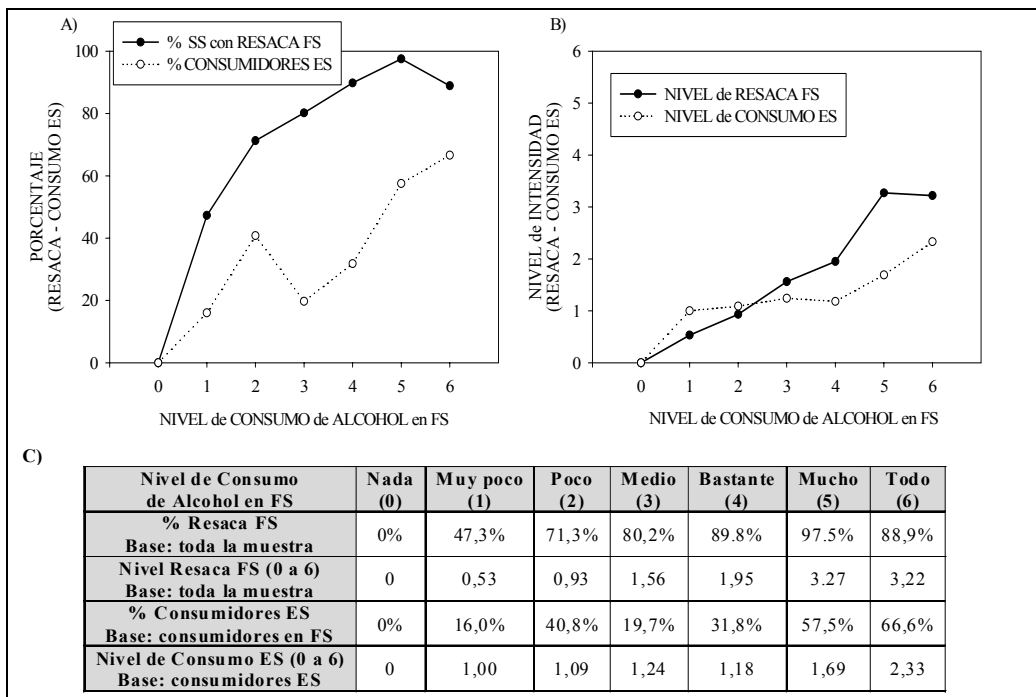 A)
% SS con RESACA FS
% CONSUMIDORES ES
PORCENTAJE
(RESACA - CONSUMO ES)
100
80
60
40
20
0
0 1 2 3 4 5 6
NIVEL de CONSUMO de ALCOHOL en FS
B)
NIVEL de RESACA FS
NIVEL de CONSUMO ES
NIVEL de INTENSIDAD
(RESACA - CONSUMO ES)
6
5
4
3
2
1
0
0 1 2 3 4 5 6
NIVEL de CONSUMO de ALCOHOL en FS
C)
Nivel de Consumo
de Alcohol en FS
Nada
(0)
Muy poco
(1)
Poco
(2)
Medio
(3)
Bastante
(4)
Mucho
(5)
Todo
(6)
% Resaca FS
Base: toda la muestra
0% 47,3% 71,3% 80,2% 89.8% 97.5% 88,9%
Nivel Resaca FS (0 a 6)
Base: toda la muestra
0 0,53 0,93 1,56 1,95 3.27 3,22
% Consumidores ES
Base: consumidores en FS
0% 16,0% 40,8% 19,7% 31,8% 57,5% 66,6%
Nivel de Consumo ES (0 a 6)
Base: consumidores ES
0 1,00 1,09 1,24 1,18 1,69 2,33